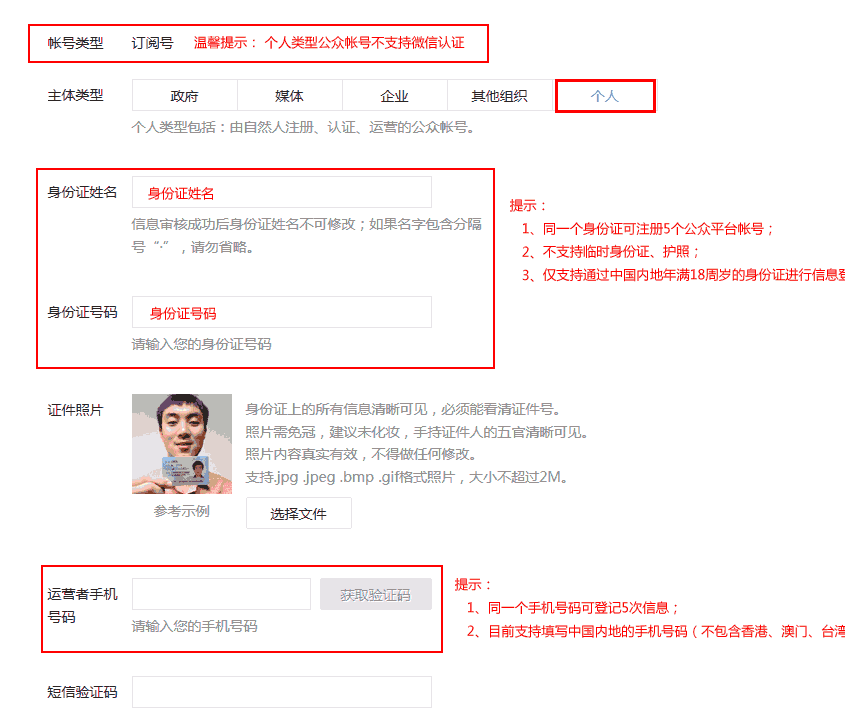 帐号类型 订阅号 温馨提示: 个人类型公众帐号不支持微信认证
主体类型 政府 媒体 企业 其他组织 个人
个人类型包括:由自然人注册、认证、运营的公众帐号。
身份证姓名 身份证姓名
信息审核成功后身份证姓名不可修改;如果名字包含分隔
号“·”,请勿省略。
提示:
1、同一个身份证可注册5个公众平台帐号;
2、不支持临时身份证、护照;
3、仅支持通过中国内地年满18周岁的身份证进行信息登
身份证号码 身份证号码
请输入您的身份证号码
证件照片
身份证上的所有信息清晰可见,必须能看清证件号。
照片需免冠,建议未化妆,手持证件人的五官清晰可见。
照片内容真实有效,不得做任何修改。
支持.jpg .jpeg .bmp .gif格式照片,大小不超过2M。
参考示例 选择文件
运营者手机
号码
获取验证码
请输入您的手机号码
提示:
1、同一个手机号码可登记5次信息;
2、目前支持填写中国内地的手机号码(不包含香港、澳门、台湾
短信验证码